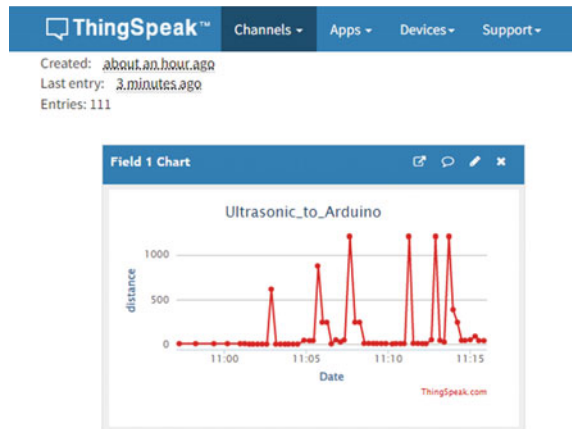 ThingSpeak™ Channels Apps Devices Support
Created: about an hour ago
Last entry: 3 minutes ago
Entries: 111
Field 1 Chart
Ultrasonic_to_Arduino
1000
500
0
distance
11:00 11:05 11:10 11:15
Date
ThingSpeak.com